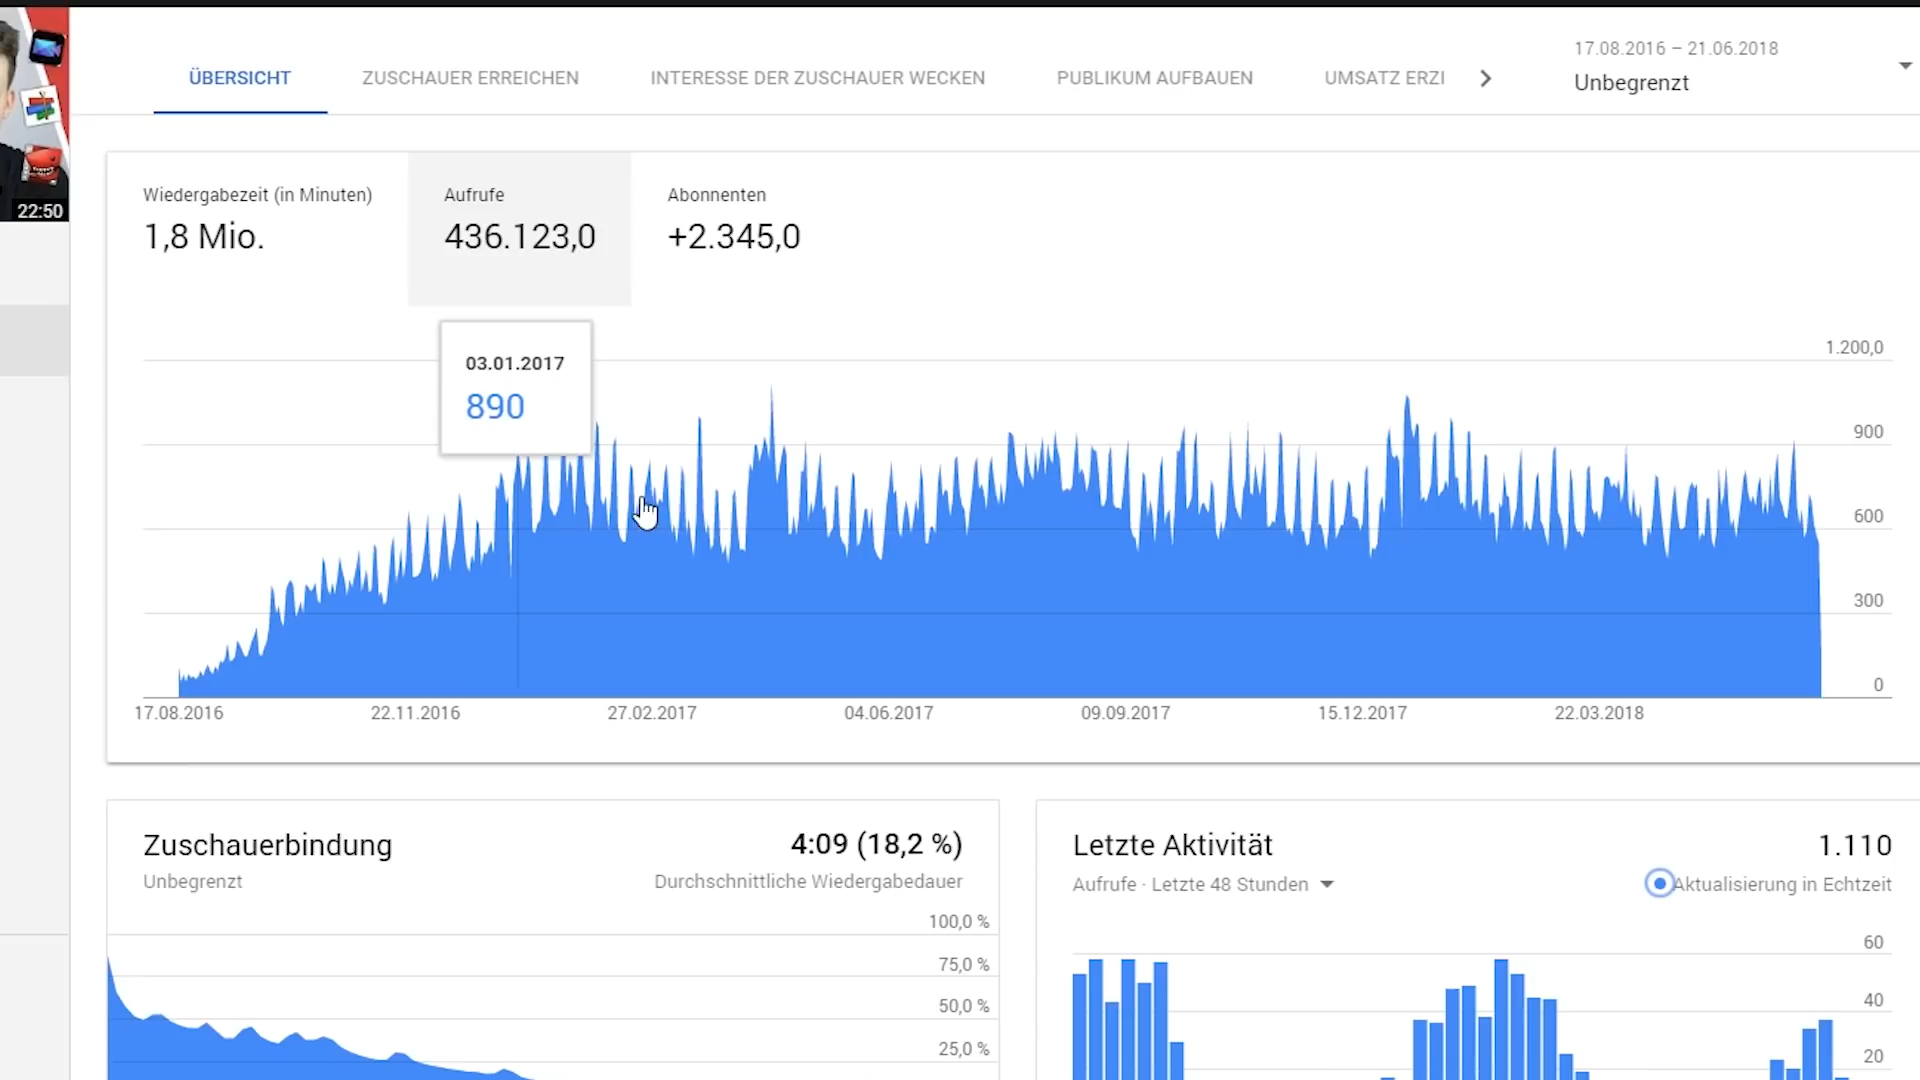 22:50
ÜBERSICHT
ZUSCHAUER ERREICHEN
INTERESSE DER ZUSCHAUER WECKEN
PUBLIKUM AUFBAUEN
UMSATZ ERZI
17.08.2016 – 21.06.2018
Unbegrenzt
Wiedergabezeit (in Minuten)
1,8 Mio.
Aufrufe
436.123,0
Abonnenten
+2.345,0
03.01.2017
890
1.200,0
900
600
300
0
17.08.2016
22.11.2016
27.02.2017
04.06.2017
09.09.2017
15.12.2017
22.03.2018
Zuschauerbindung
4:09 (18,2 %)
Unbegrenzt
Durchschnittliche Wiedergabedauer
100,0 %
75,0 %
50,0 %
25,0 %
Letzte Aktivität
1.110
Aufrufe · Letzte 48 Stunden
Aktualisierung in Echtzeit
60
40
20